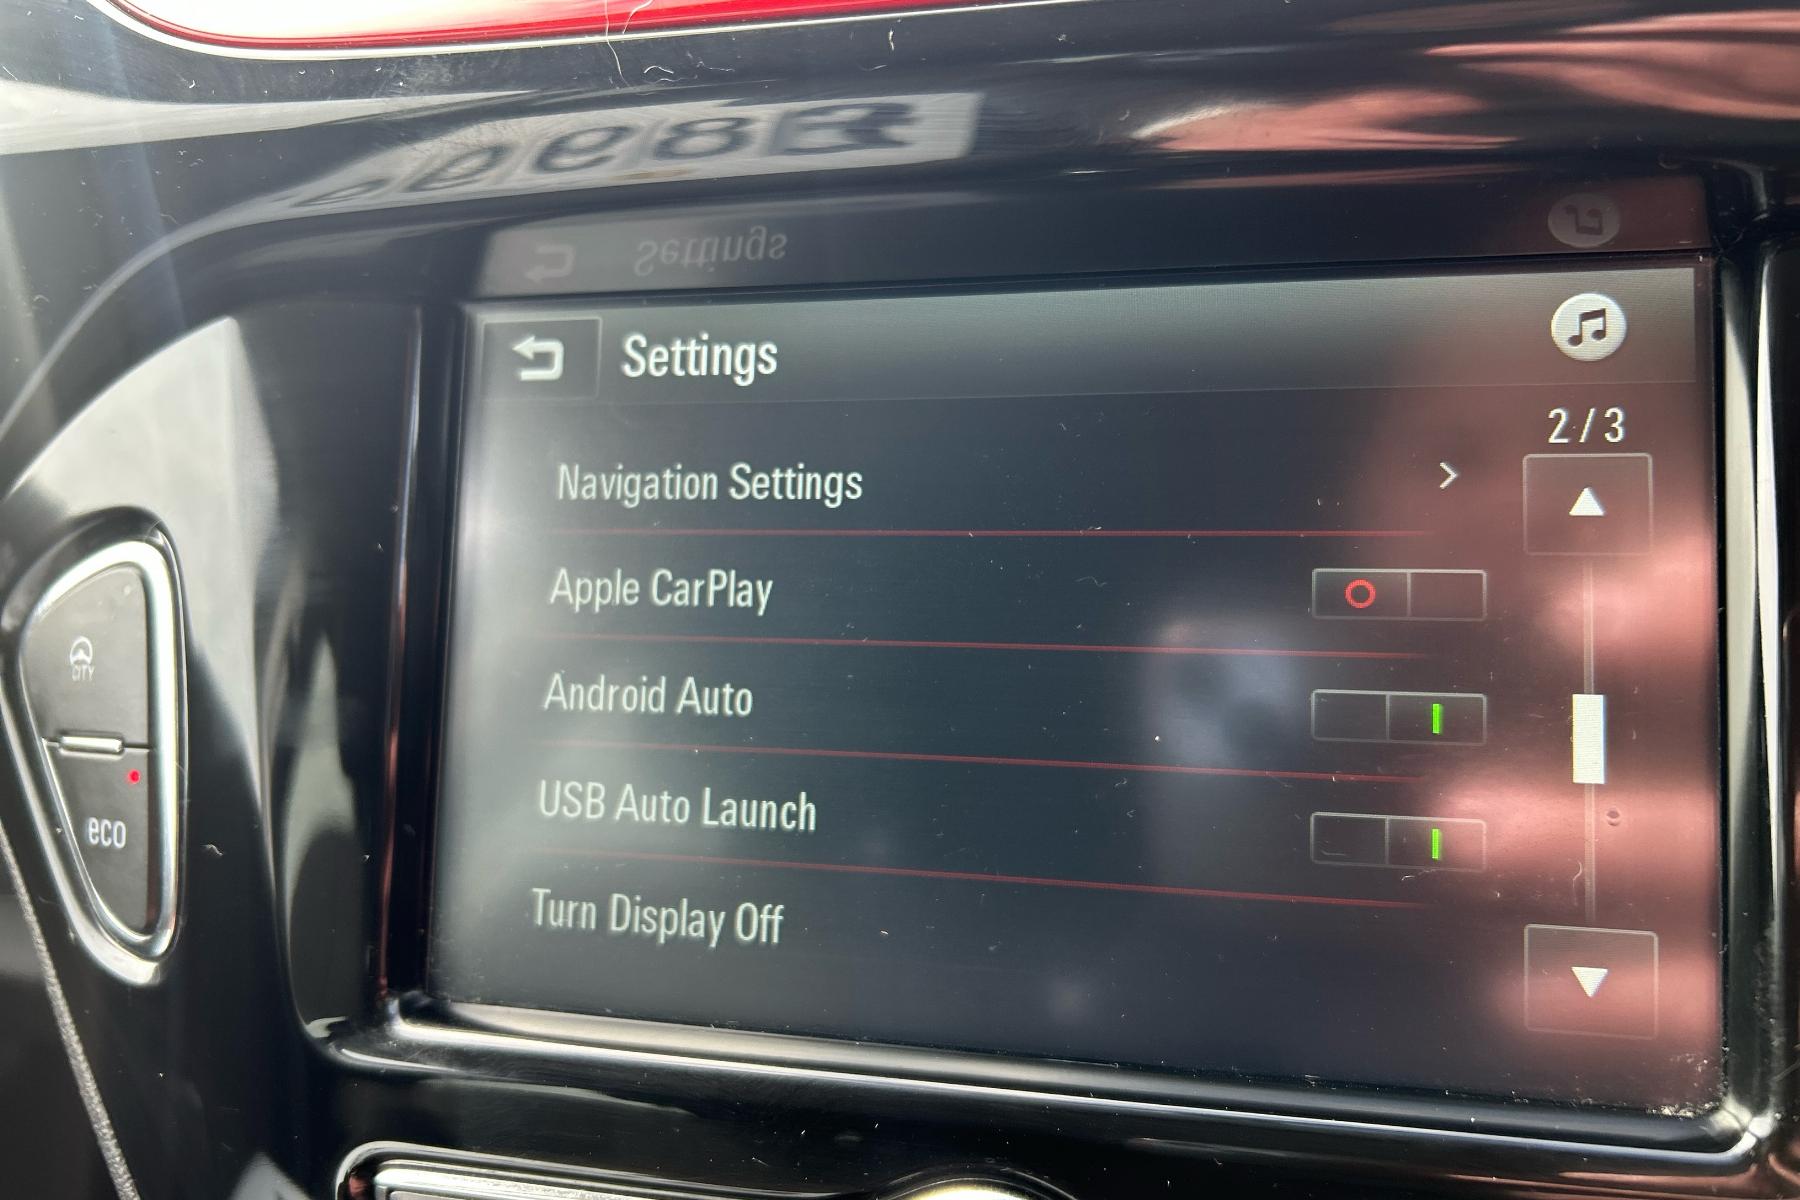 Settings
2/3
Navigation Settings
Apple CarPlay
Android Auto
USB Auto Launch
Turn Display Off
CITY
eco